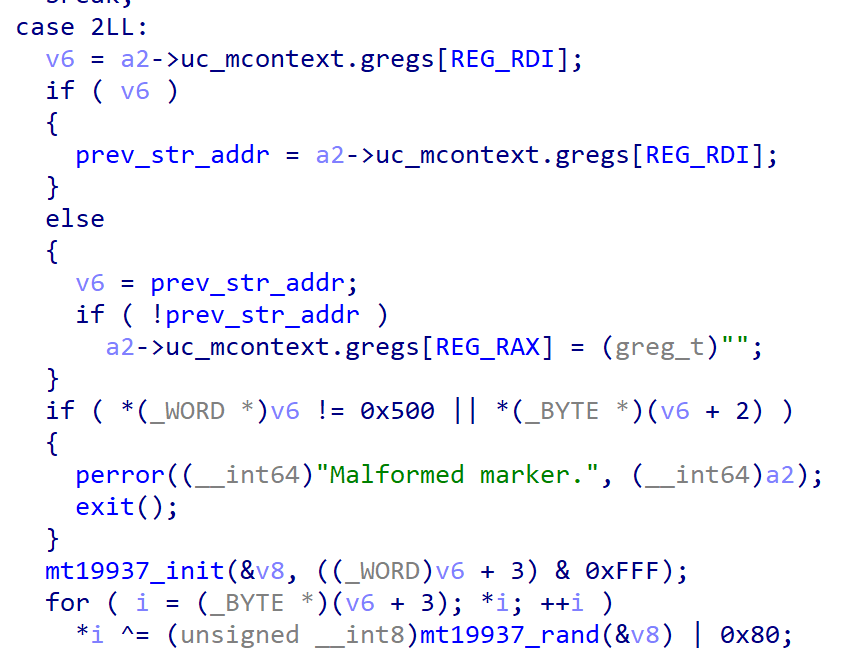 break;
case 2LL:
v6 = a2->uc_mcontext.gregs[REG_RDI];
if ( v6 )
{
prev_str_addr = a2->uc_mcontext.gregs[REG_RDI];
}
else
{
v6 = prev_str_addr;
if ( !prev_str_addr )
a2->uc_mcontext.gregs[REG_RAX] = (greg_t)"";
}
if ( *(_WORD *)v6 != 0x500 || *(_BYTE *)(v6 + 2) )
{
perror((__int64)"Malformed marker.", (__int64)a2);
exit();
}
mt19937_init(&v8, ((_WORD)v6 + 3) & 0xFFF);
for ( i = (_BYTE *)(v6 + 3); *i; ++i )
*i ^= (unsigned __int8)mt19937_rand(&v8) | 0x80;